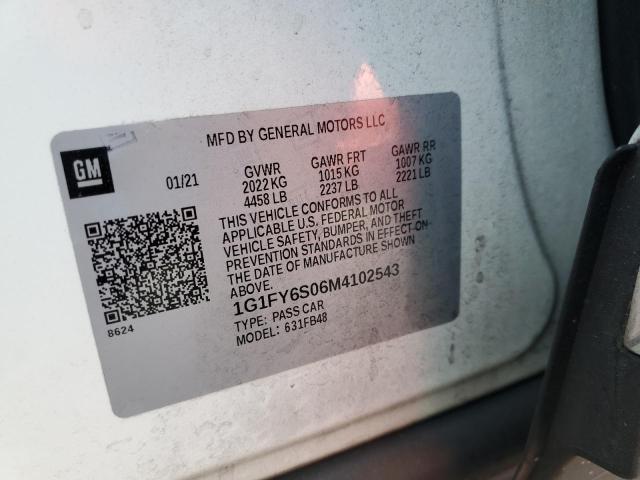 MFD BY GENERAL MOTORS LLC
GM
01/21
GVWR GAWR FRT GAWR RR
2022 KG 1015 KG 1007 KG
4458 LB 2237 LB 2221 LB
THIS VEHICLE CONFORMS TO ALL
APPLICABLE U.S. FEDERAL MOTOR
VEHICLE SAFETY, BUMPER, AND THEFT
PREVENTION STANDARDS IN EFFECT ON
THE DATE OF MANUFACTURE SHOWN
ABOVE.
1G1FY6S06M4102543
TYPE: PASS CAR
MODEL: 631FB48
8624